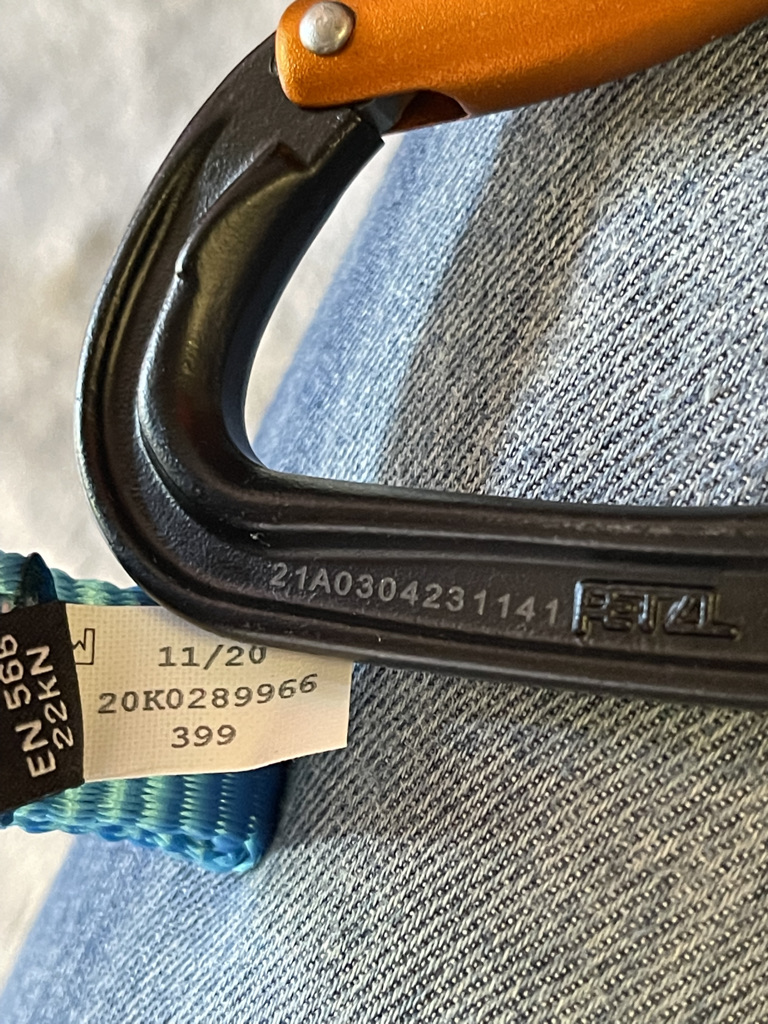 21A0304231141 PETZL
11/20
20K0289966
399
EN 566
22KN